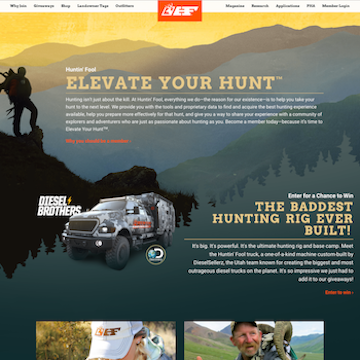 Why Join Giveaways Blog Landowner Tags Outfitters
HF
Magazine Research Applications Pitch Member Login
Huntin' Fool
ELEVATE YOUR HUNT™
Hunting isn't just about the kill. At Huntin' Fool, everything we do—the reason for our existence—is to help you take your
hunt to the next level. We provide you with the tools and proprietary data to find and acquire the best hunting experience
available, help you prepare more effectively for that hunt, and give you a way to share your experience with a community of
explorers and adventurers who are just as passionate about hunting as you. Become a member today—because it's time to
Elevate Your Hunt™.
Why you should be a member ›
Enter for a Chance to Win
DIESEL
BROTHERS
THE BADDEST
HUNTING RIG EVER
BUILT!
It's big. It's powerful. It's the ultimate hunting rig and base camp. Meet
the Huntin' Fool truck, a one-of-a-kind machine custom-built by
DieselSellerz, the Utah team known for creating the biggest and most
outrageous diesel trucks on the planet. It's so impressive we just had to
add it to our giveaways!
Enter to win ›